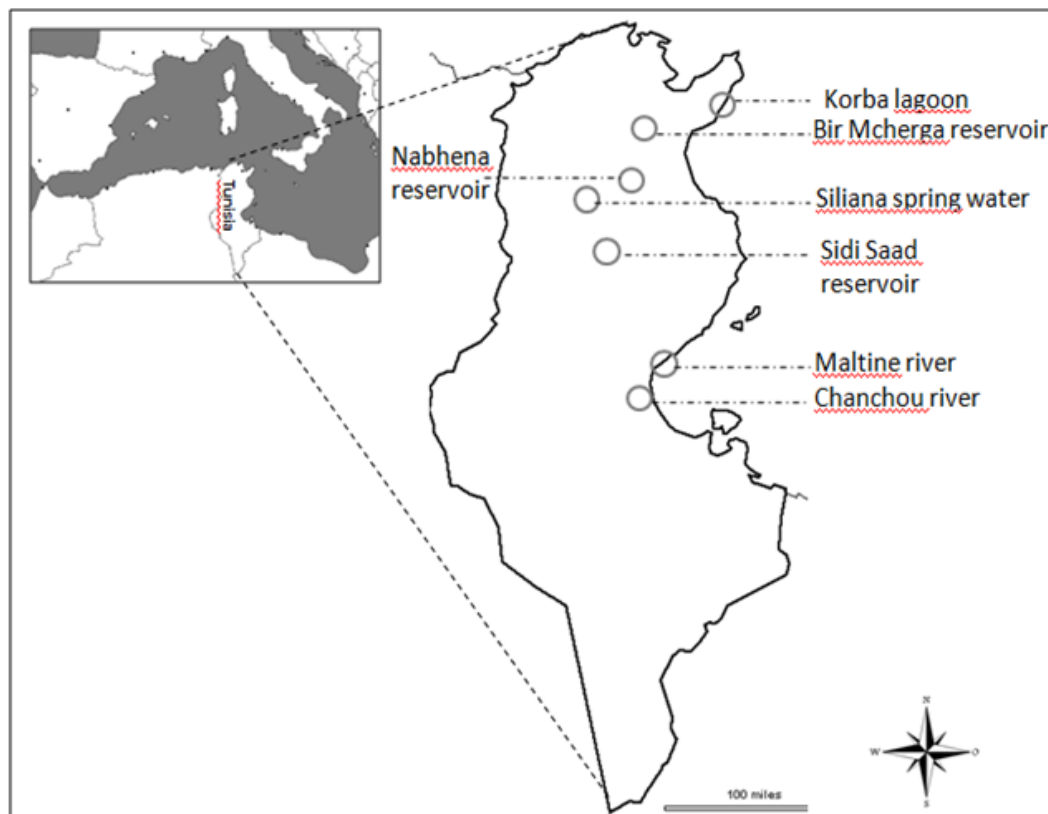 Tunisia
Korba lagoon
Bir Mcherga reservoir
Nabhena
reservoir
Siliana spring water
Sidi Saad
reservoir
Maltine river
Chanchou river
N
W
O
S
100 miles